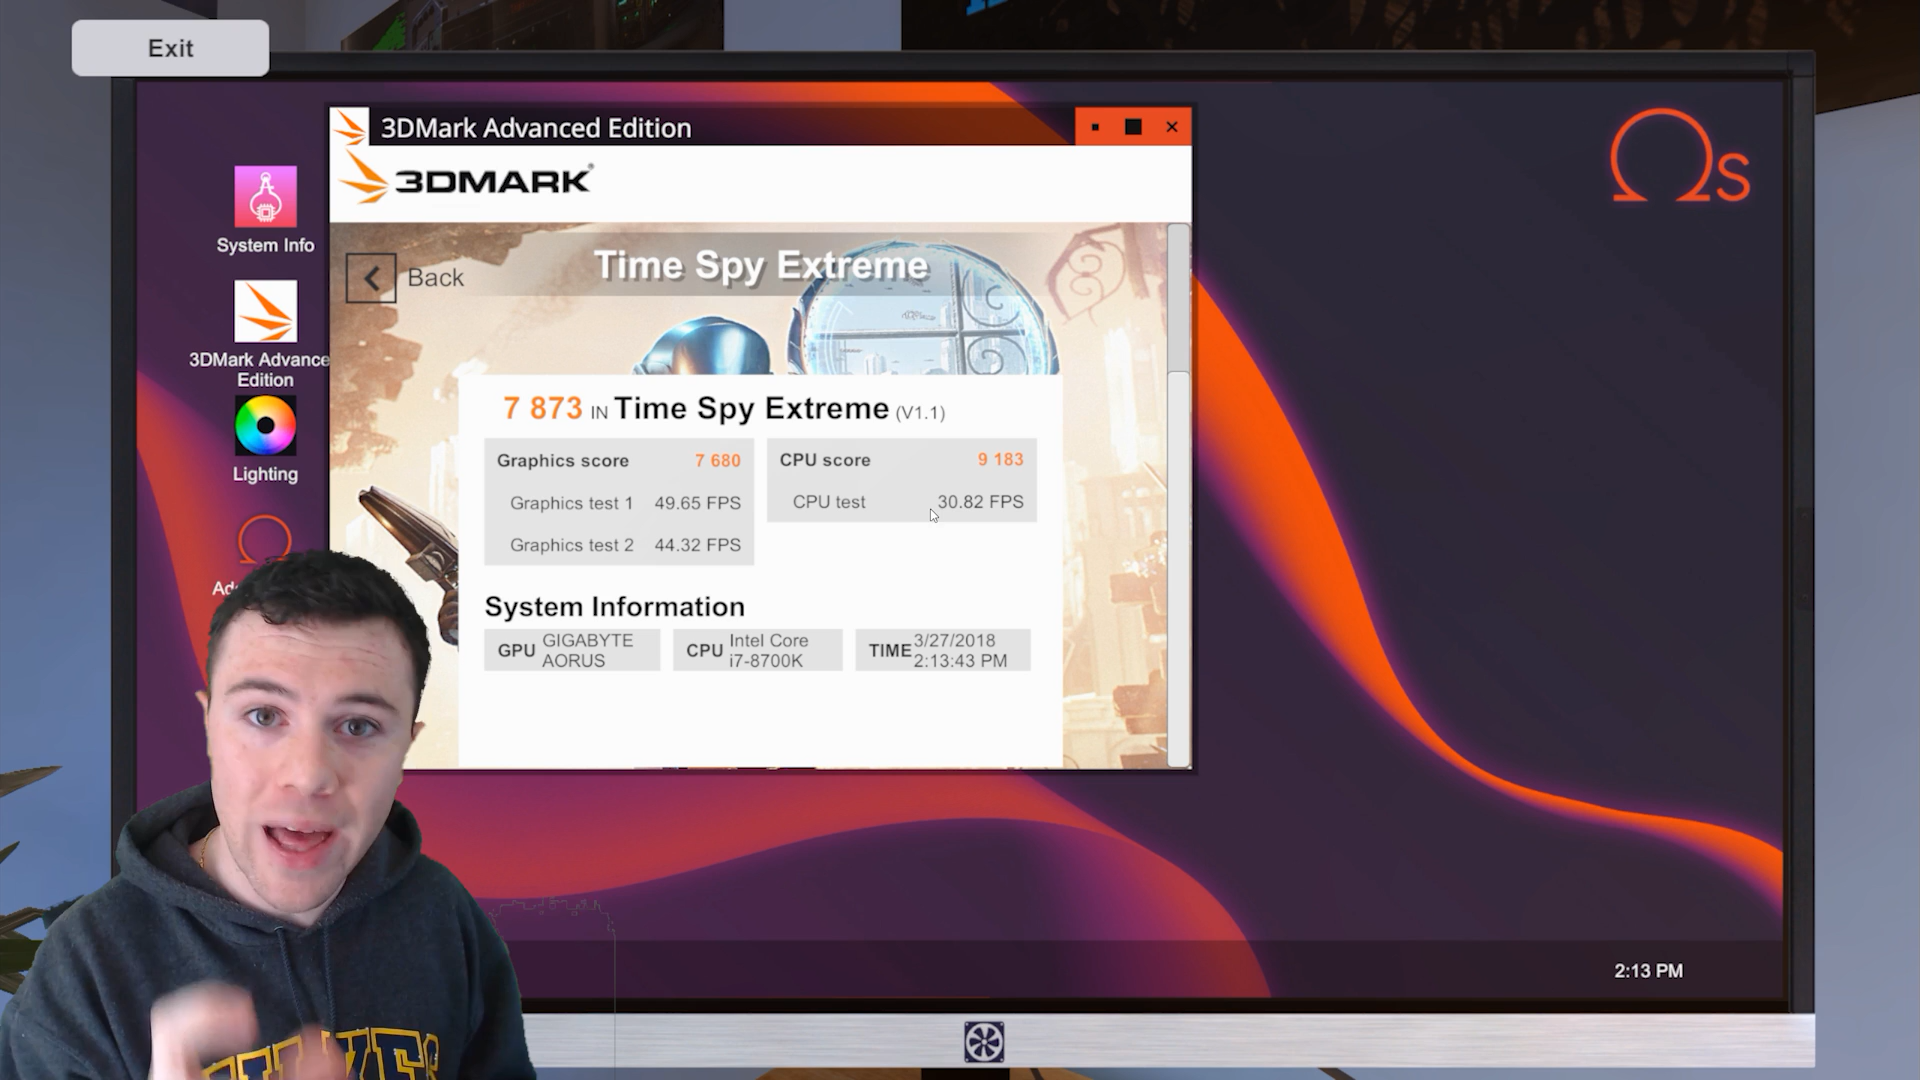 Exit
3DMark Advanced Edition
3DMARK®
Ωs
System Info
Back
Time Spy Extreme
3DMark Advance
Edition
7 873 IN Time Spy Extreme (V1.1)
Graphics score 7 680
CPU score 9 183
Lighting
Graphics test 1 49.65 FPS
CPU test 30.82 FPS
Graphics test 2 44.32 FPS
System Information
GPU GIGABYTE
AORUS
CPU Intel Core
i7-8700K
TIME 3/27/2018
2:13:43 PM
2:13 PM